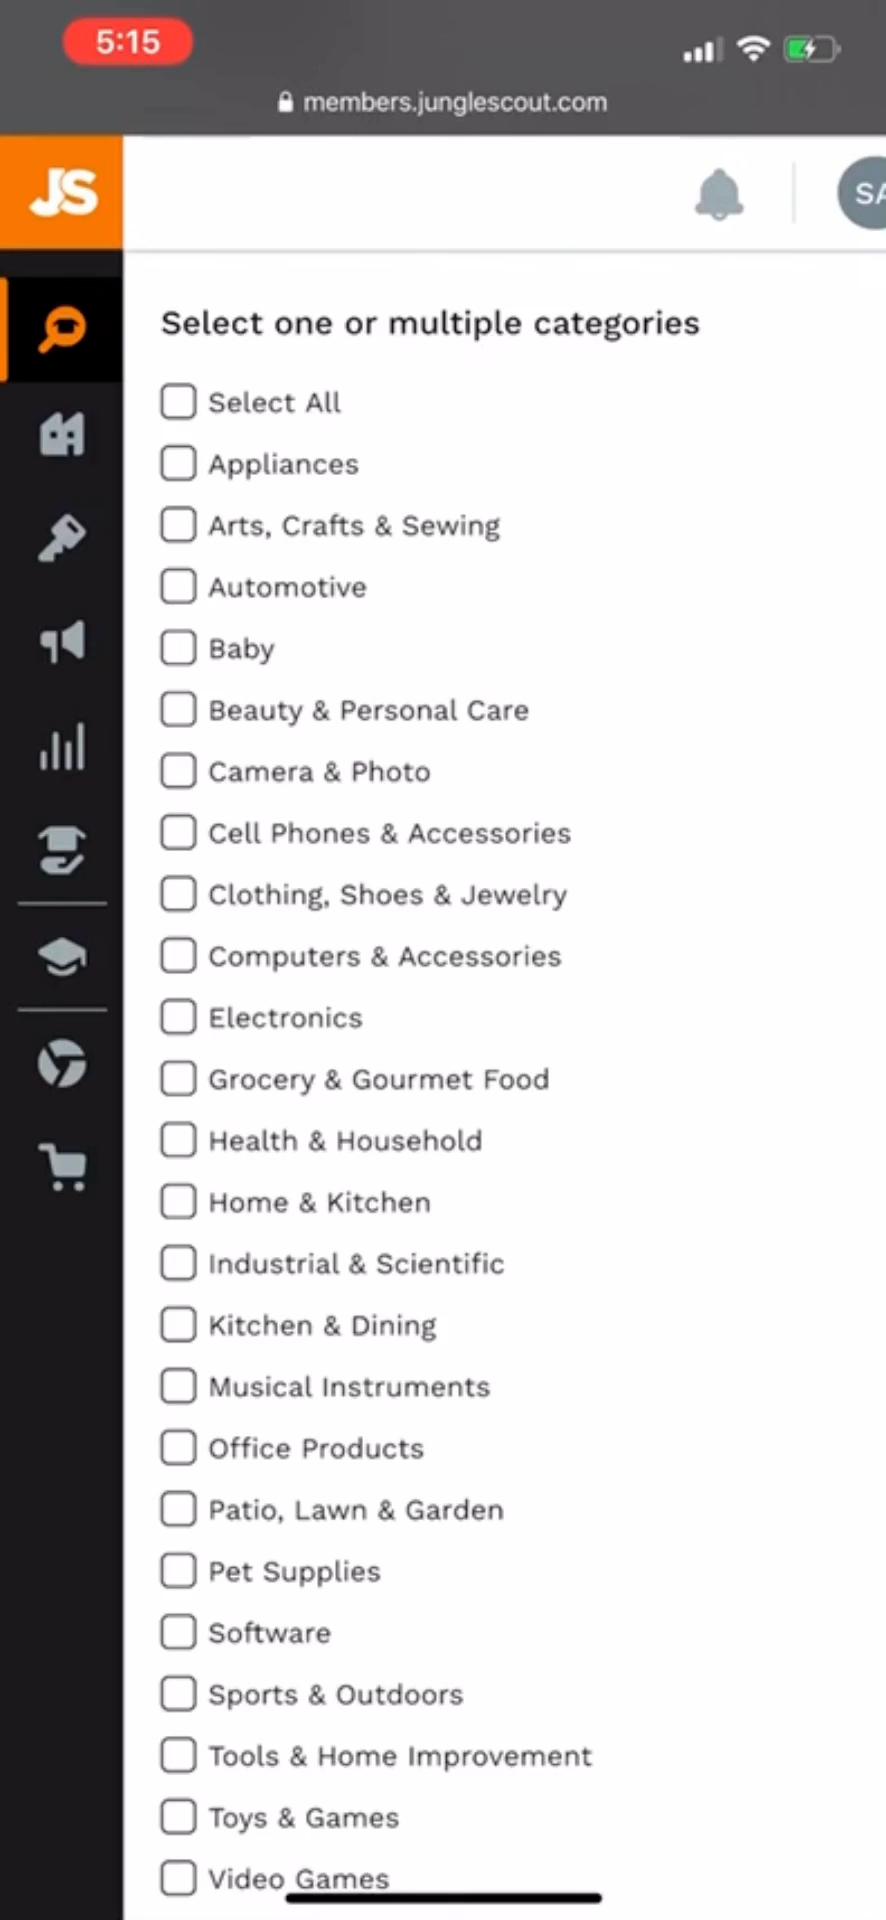 5:15
members.junglescout.com
JS
SA
Select one or multiple categories
Select All
Appliances
Arts, Crafts & Sewing
Automotive
Baby
Beauty & Personal Care
Camera & Photo
Cell Phones & Accessories
Clothing, Shoes & Jewelry
Computers & Accessories
Electronics
Grocery & Gourmet Food
Health & Household
Home & Kitchen
Industrial & Scientific
Kitchen & Dining
Musical Instruments
Office Products
Patio, Lawn & Garden
Pet Supplies
Software
Sports & Outdoors
Tools & Home Improvement
Toys & Games
Video Games